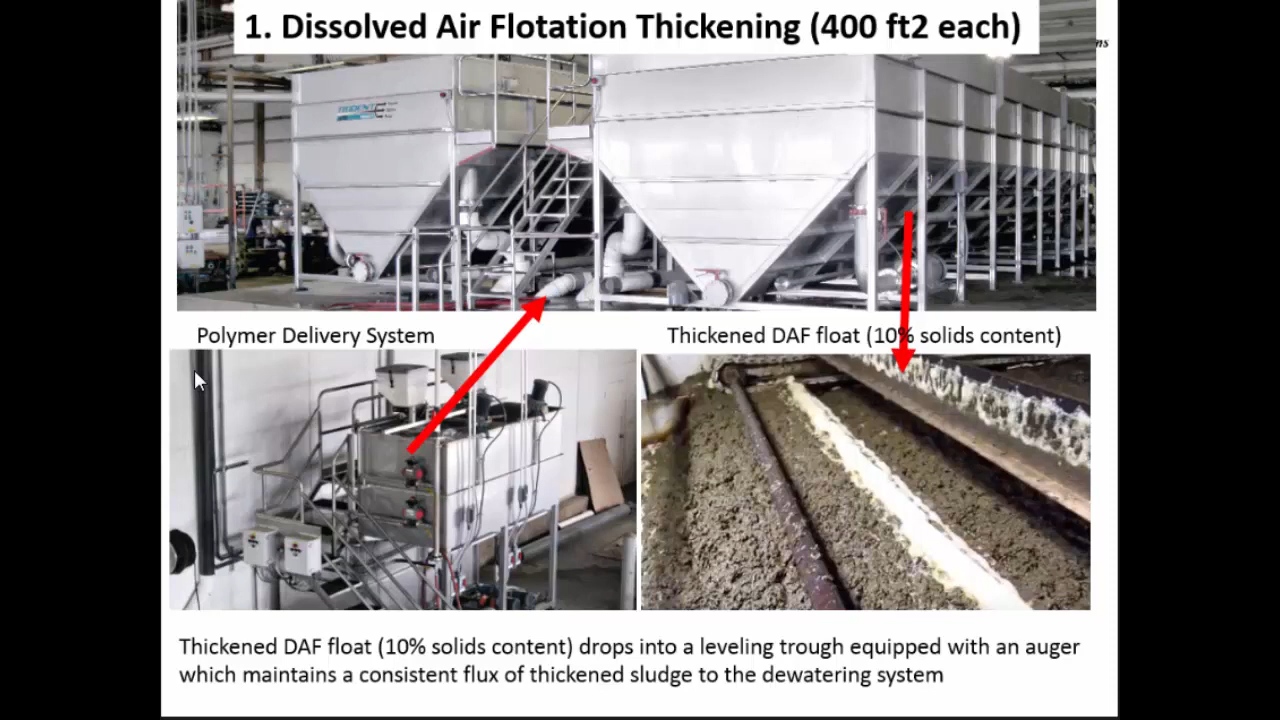 1. Dissolved Air Flotation Thickening (400 ft2 each)
Polymer Delivery System
Thickened DAF float (10% solids content)
Thickened DAF float (10% solids content) drops into a leveling trough equipped with an auger
which maintains a consistent flux of thickened sludge to the dewatering system